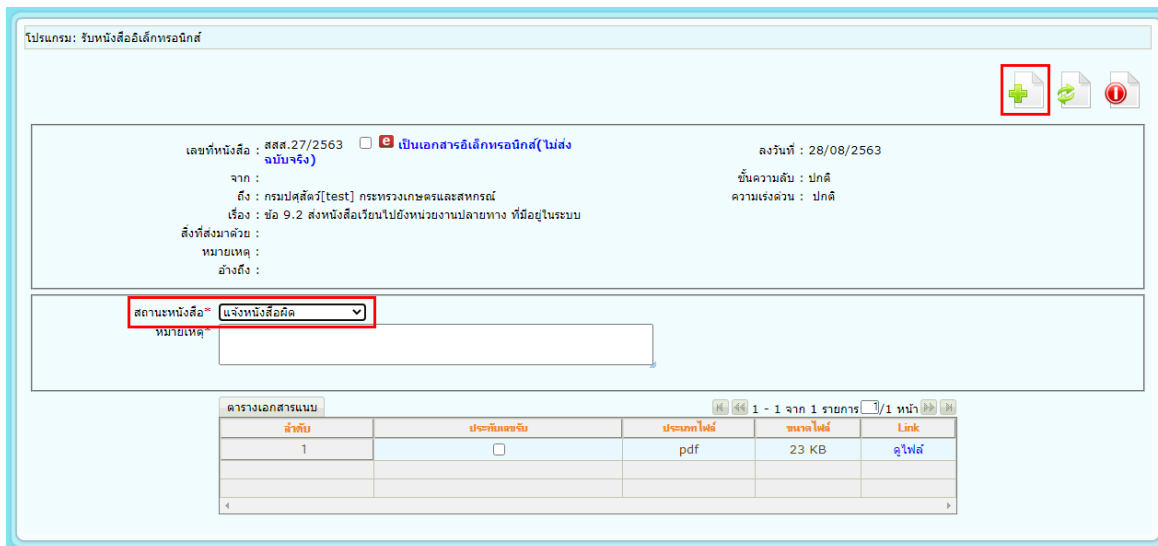 โปรแกรม: รับหนังสืออิเล็กทรอนิกส์
เลขที่หนังสือ : สสส.27/2563 e เป็นเอกสารอิเล็กทรอนิกส์(ไม่ส่ง
ฉบับจริง)
ลงวันที่ : 28/08/2563
จาก :
ชั้นความลับ : ปกติ
ถึง : กรมปศุสัตว์[test] กระทรวงเกษตรและสหกรณ์
ความเร่งด่วน : ปกติ
เรื่อง : ข้อ 9.2 ส่งหนังสือเวียนไปยังหน่วยงานปลายทาง ที่มีอยู่ในระบบ
สิ่งที่ส่งมาด้วย :
หมายเหตุ :
อ้างถึง :
สถานะหนังสือ* แจ้งหนังสือผิด
หมายเหตุ*
ตารางเอกสารแนบ
1 - 1 จาก 1 รายการ 1/1 หน้า
ลำดับ ประทับเลขรับ ประเภทไฟล์ ขนาดไฟล์ Link
1 pdf 23 KB ดูไฟล์